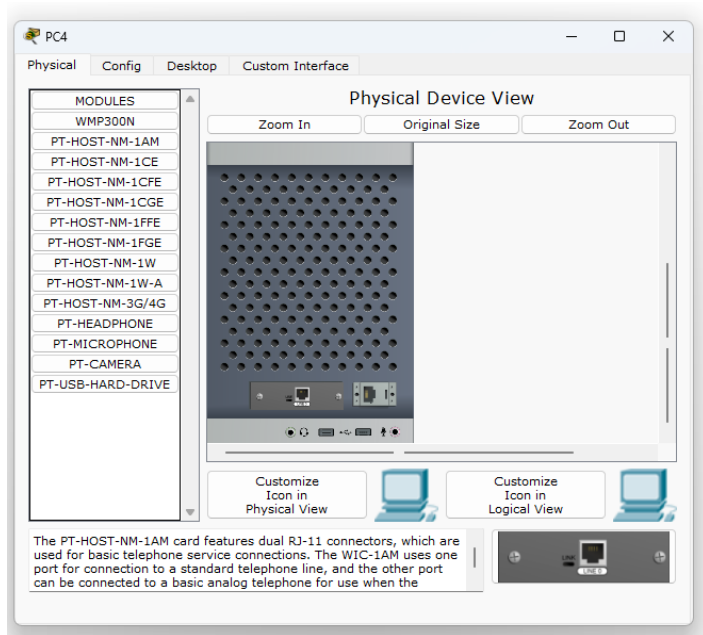 PC4
Physical Config Desktop Custom Interface
MODULES
WMP300N
PT-HOST-NM-1AM
PT-HOST-NM-1CE
PT-HOST-NM-1CFE
PT-HOST-NM-1CGE
PT-HOST-NM-1FFE
PT-HOST-NM-1FGE
PT-HOST-NM-1W
PT-HOST-NM-1W-A
PT-HOST-NM-3G/4G
PT-HEADPHONE
PT-MICROPHONE
PT-CAMERA
PT-USB-HARD-DRIVE
Physical Device View
Zoom In Original Size Zoom Out
Customize
Icon in
Physical View
Customize
Icon in
Logical View
The PT-HOST-NM-1AM card features dual RJ-11 connectors, which are
used for basic telephone service connections. The WIC-1AM uses one
port for connection to a standard telephone line, and the other port
can be connected to a basic analog telephone for use when the
LINK
LINE 0